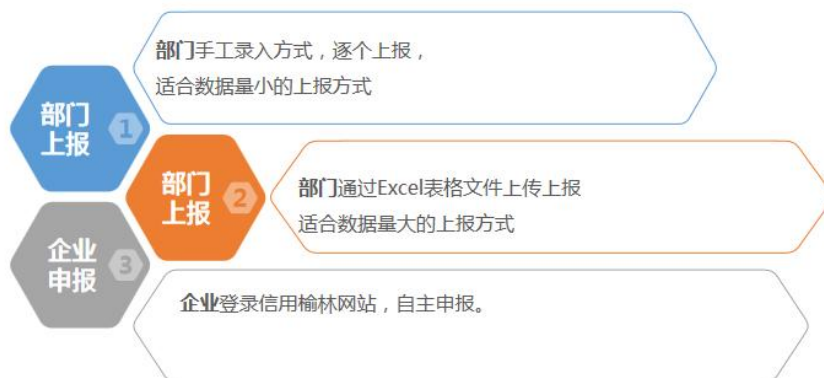 部门手工录入方式，逐个上报，
适合数据量小的上报方式
部门
上报
1
部门
上报
2
部门通过Excel表格文件上传上报
适合数据量大的上报方式
企业
申报
3
企业登录信用榆林网站，自主申报。